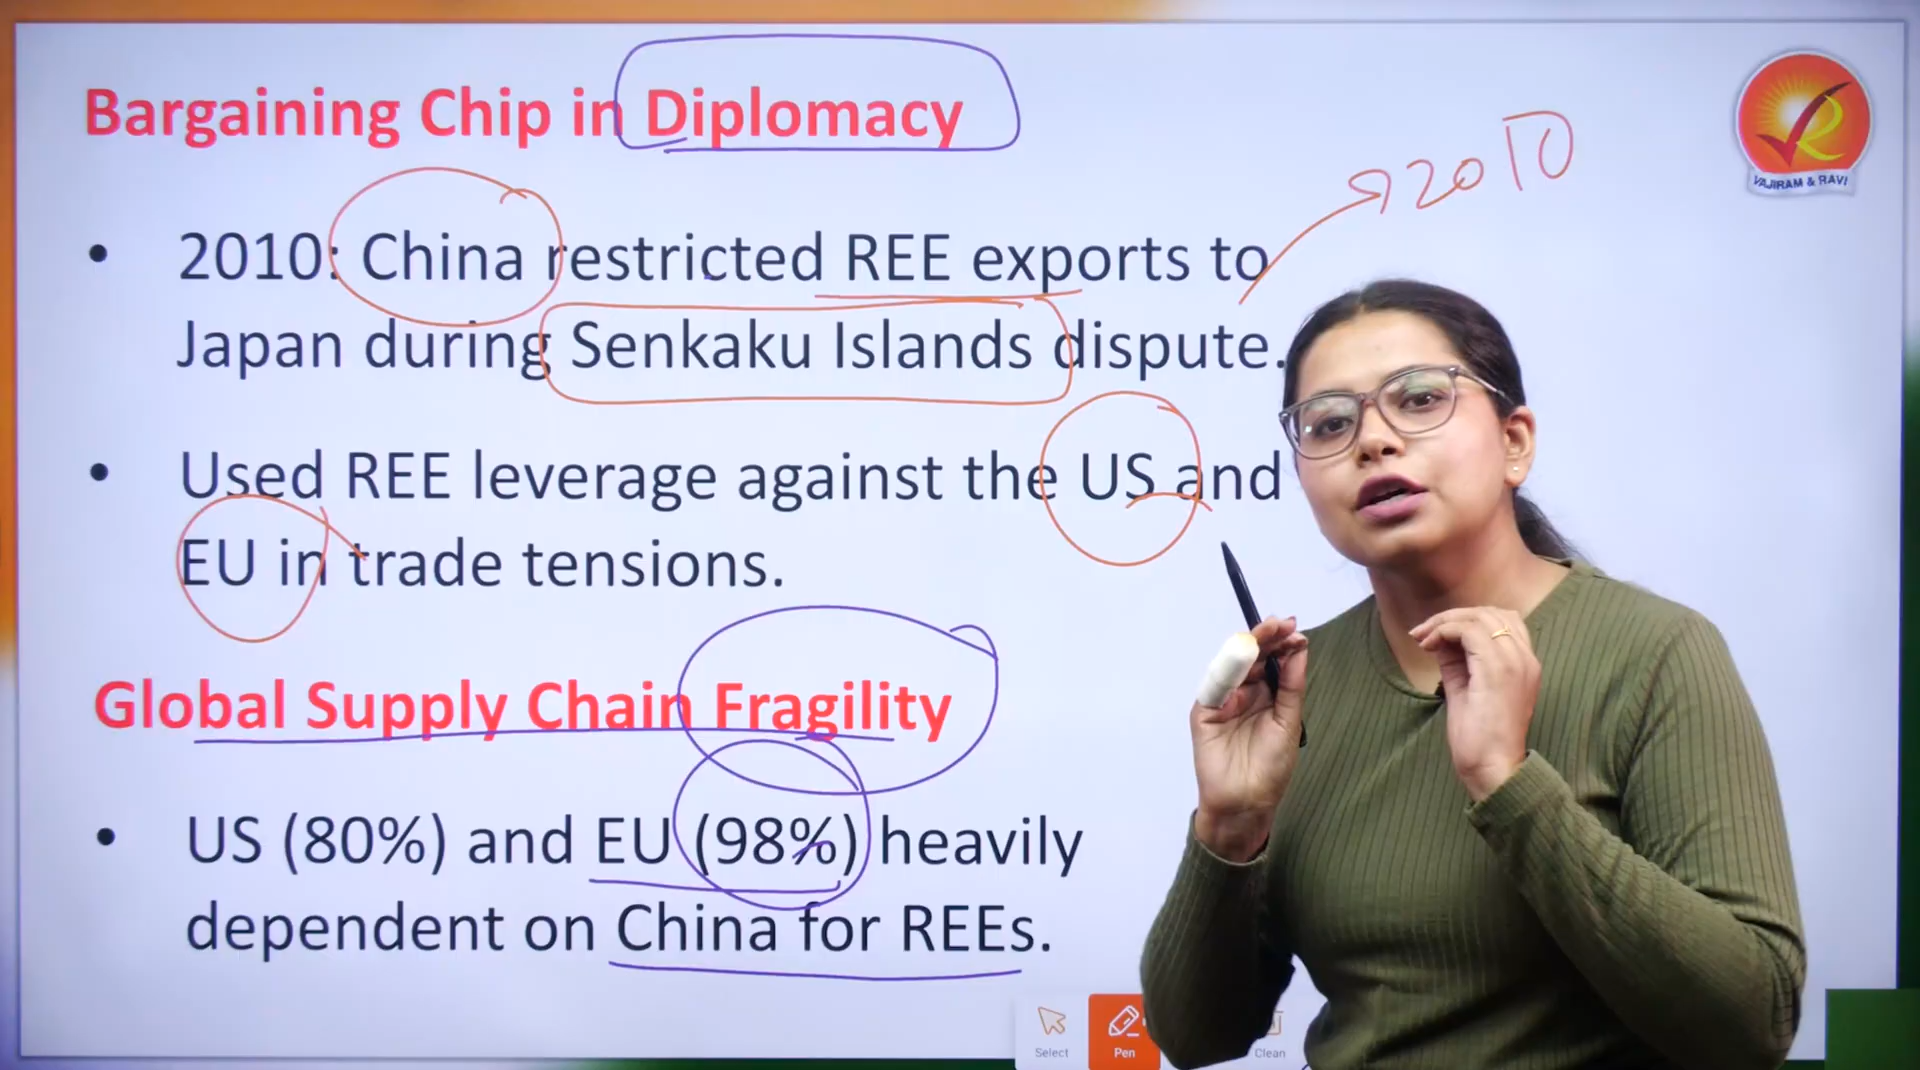 Bargaining Chip in Diplomacy
2010
VAJIRAM & RAVI
• 2010: China restricted REE exports to
Japan during Senkaku Islands dispute.
• Used REE leverage against the US and
EU in trade tensions.
Global Supply Chain Fragility
• US (80%) and EU (98%) heavily
dependent on China for REEs.
Select
Pen
Clean